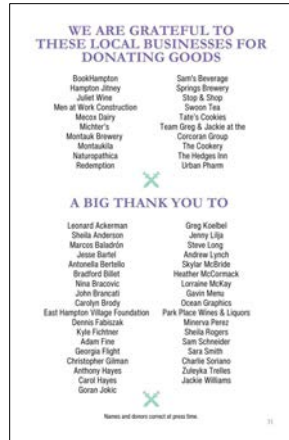 WE ARE GRATEFUL TO
THESE LOCAL BUSINESSES FOR
DONATING GOODS
BookHampton
Hampton Jitney
Juliet Wine
Men at Work Construction
Mecox Dairy
Michter's
Montauk Brewery
Montaukila
Naturopathica
Redemption
Sam's Beverage
Springs Brewery
Stop & Shop
Swoon Tea
Tate's Cookies
Team Greg & Jackie at the
Corcoran Group
The Cookery
The Hedges Inn
Urban Pharm
A BIG THANK YOU TO
Leonard Ackerman
Sheila Anderson
Marcos Baladrón
Jesse Bartel
Antonella Bertello
Bradford Billet
Nina Bracovic
John Brancati
Carolyn Brody
East Hampton Village Foundation
Dennis Fabiszak
Kyle Fichtner
Adam Fine
Georgia Flight
Christopher Gilman
Anthony Hayes
Carol Hayes
Goran Jokic
Greg Koelbel
Jenny Lilja
Steve Long
Andrew Lynch
Skylar McBride
Heather McCormack
Lorraine McKay
Gavin Menu
Ocean Graphics
Park Place Wines & Liquors
Minerva Perez
Sheila Rogers
Sam Schneider
Sara Smith
Charlie Soriano
Zuleyka Trelles
Jackie Williams
Names and donors correct at press time.